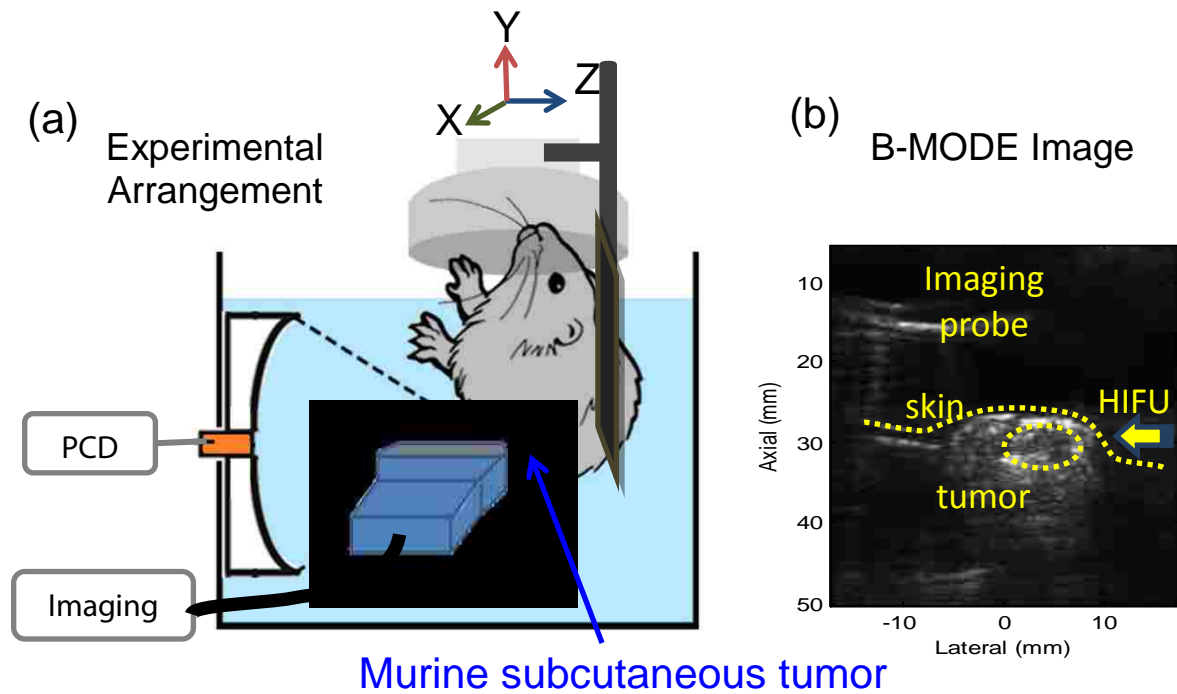 (a)
Experimental
Arrangement
Y
Z
X
PCD
Imaging
Murine subcutaneous tumor
(b)
B-MODE Image
Imaging
probe
skin
HIFU
tumor
Axial (mm)
10
20
30
40
50
-10
0
10
Lateral (mm)